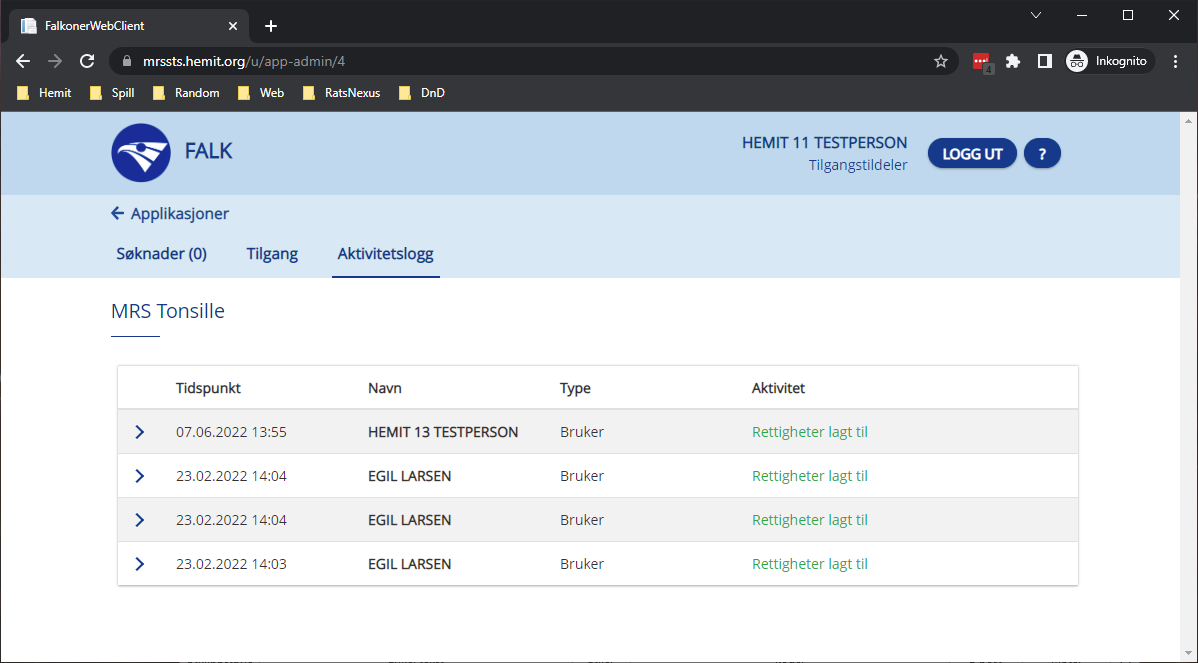 FalkonerWebClient
mrssts.hemit.org/u/app-admin/4
4
Inkognito
Hemit
Spill
Random
Web
RatsNexus
DnD
FALK
HEMIT 11 TESTPERSON
Tilgangstildeler
LOGG UT
?
Applikasjoner
Søknader (0)
Tilgang
Aktivitetslogg
MRS Tonsille
Tidspunkt Navn Type Aktivitet
07.06.2022 13:55 HEMIT 13 TESTPERSON Bruker Rettigheter lagt til
23.02.2022 14:04 EGIL LARSEN Bruker Rettigheter lagt til
23.02.2022 14:04 EGIL LARSEN Bruker Rettigheter lagt til
23.02.2022 14:03 EGIL LARSEN Bruker Rettigheter lagt til